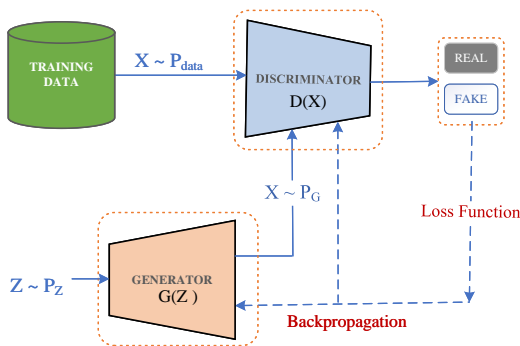 TRAINING
DATA
X ~ Pdata
DISCRIMINATOR
D(X)
REAL
FAKE
X ~ PG
Loss Function
Z ~ PZ
GENERATOR
G(Z )
Backpropagation